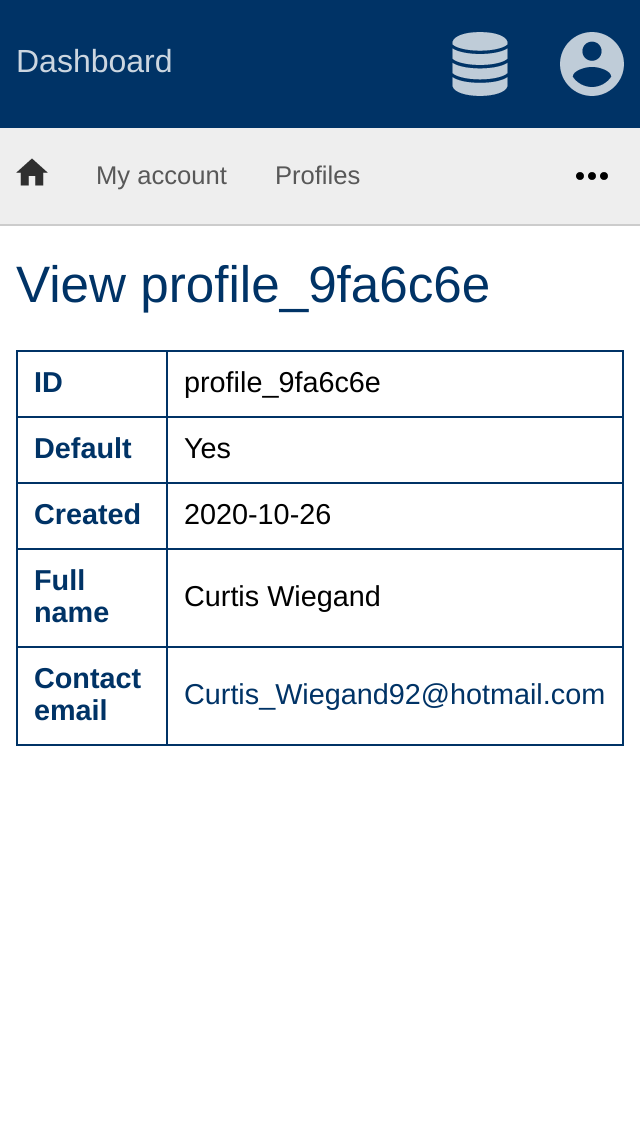 Dashboard
My account Profiles
View profile_9fa6c6e
ID profile_9fa6c6e
Default Yes
Created 2020-10-26
Full
name
Curtis Wiegand
Contact
email
Curtis_Wiegand92@hotmail.com